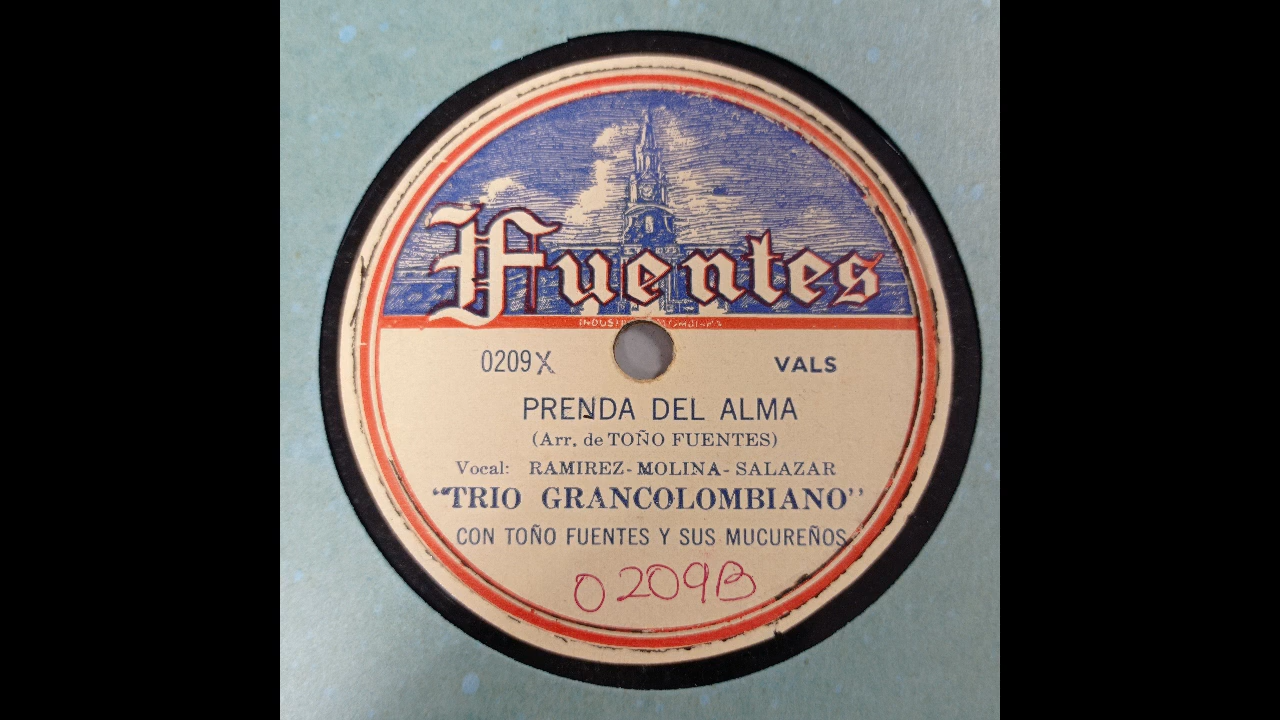 Fuentes
0209X
VALS
PRENDA DEL ALMA
(Arr. de TOÑO FUENTES)
Vocal: RAMIREZ-MOLINA-SALAZAR
"TRIO GRANCOLOMBIANO"
CON TOÑO FUENTES Y SUS MUCUREÑOS
0209B